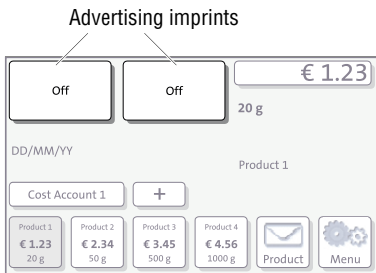 Advertising imprints
Off Off € 1.23
20 g
DD/MM/YY
Product 1
Cost Account 1 +
Product 1 Product 2 Product 3 Product 4
€ 1.23 € 2.34 € 3.45 € 4.56
20 g 50 g 500 g 1000 g Product Menu